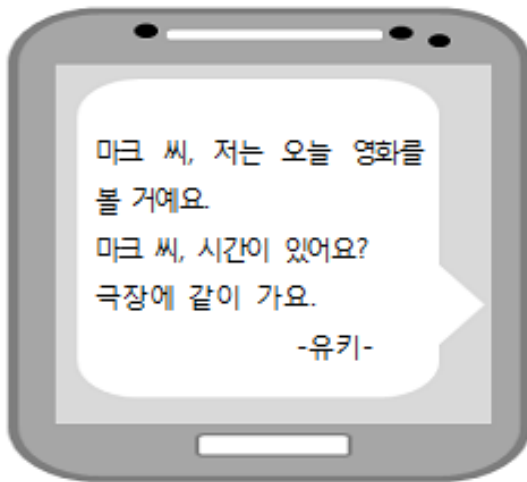 마크 씨, 저는 오늘 영화를
볼 거예요.
마크 씨, 시간이 있어요?
극장에 같이 가요.
-유키-